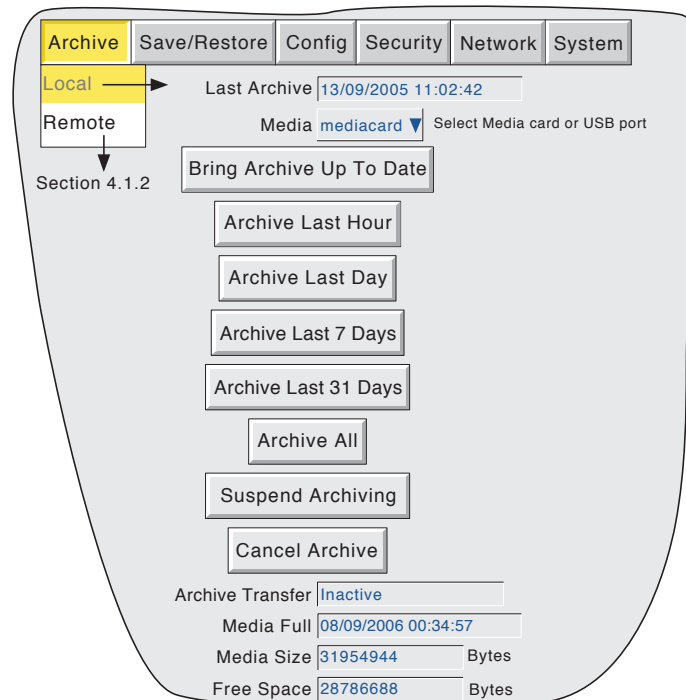 Archive Save/Restore Config Security Network System
Local
Remote
Section 4.1.2
Last Archive 13/09/2005 11:02:42
Media mediacard Select Media card or USB port
Bring Archive Up To Date
Archive Last Hour
Archive Last Day
Archive Last 7 Days
Archive Last 31 Days
Archive All
Suspend Archiving
Cancel Archive
Archive Transfer Inactive
Media Full 08/09/2006 00:34:57
Media Size 31954944 Bytes
Free Space 28786688 Bytes